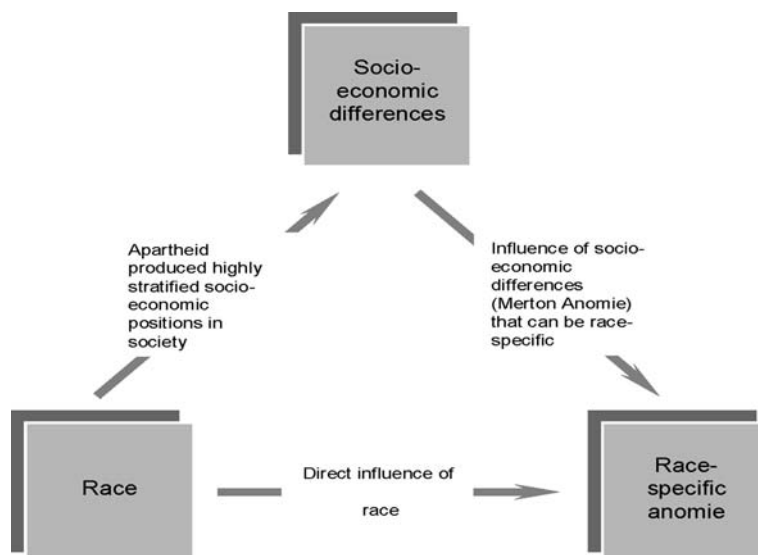 Socio-
economic
differences
Apartheid
produced highly
stratified socio-
economic
positions in
society
Influence of socio-
economic
differences
(Merton Anomie)
that can be race-
specific
Race
Direct influence of
race
Race-
specific
anomie